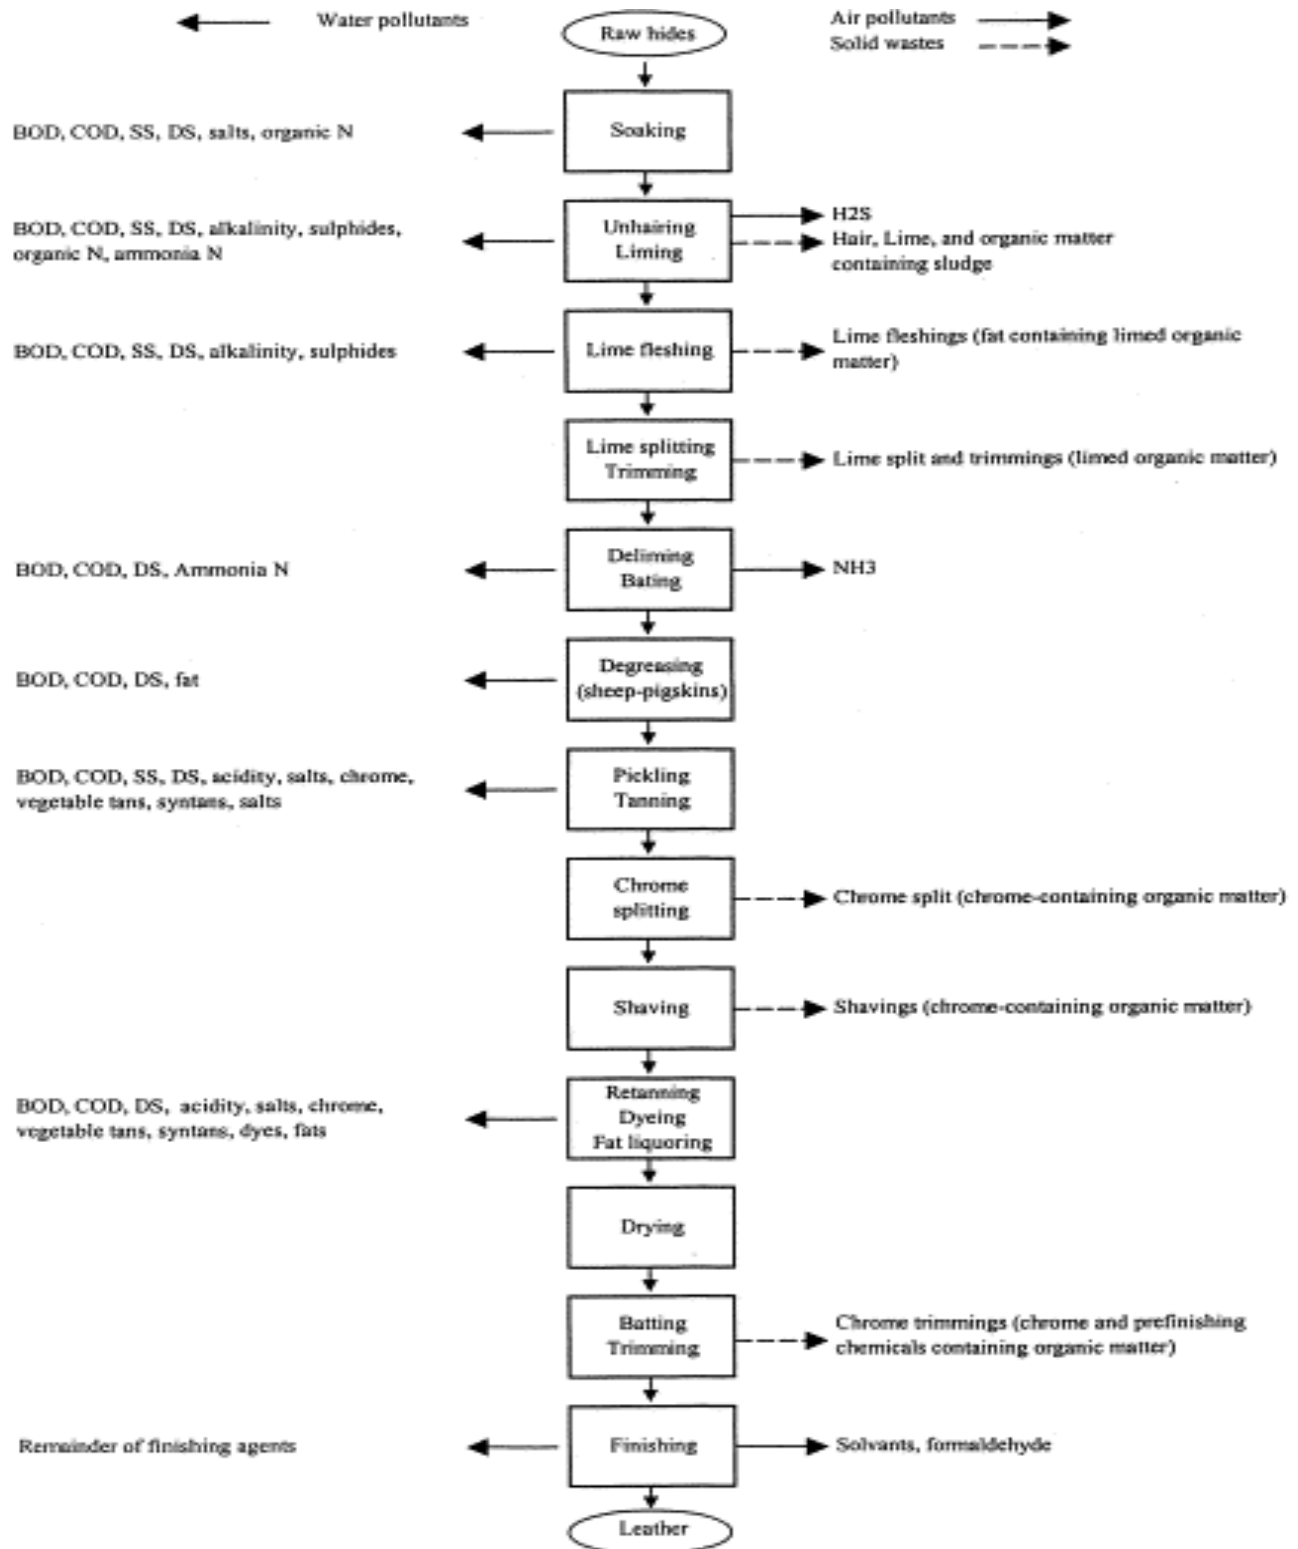 Water pollutants
Raw hides
Air pollutants
Solid wastes
BOD, COD, SS, DS, salts, organic N
Soaking
BOD, COD, SS, DS, alkalinity, sulphides,
organic N, ammonia N
Unhairing
Liming
H2S
Hair, Lime, and organic matter
containing sludge
BOD, COD, SS, DS, alkalinity, sulphides
Lime fleshing
Lime fleshings (fat containing limed organic
matter)
Lime splitting
Trimming
Lime split and trimmings (limed organic matter)
BOD, COD, DS, Ammonia N
Deliming
Bating
NH3
BOD, COD, DS, fat
Degreasing
(sheep-pigskins)
BOD, COD, SS, DS, acidity, salts, chrome,
vegetable tans, syntans, salts
Pickling
Tanning
Chrome
splitting
Chrome split (chrome-containing organic matter)
Shaving
Shavings (chrome-containing organic matter)
BOD, COD, DS, acidity, salts, chrome,
vegetable tans, syntans, dyes, fats
Retanning
Dyeing
Fat liquoring
Drying
Batting
Trimming
Chrome trimmings (chrome and prefinishing
chemicals containing organic matter)
Remainder of finishing agents
Finishing
Solvants, formaldehyde
Leather